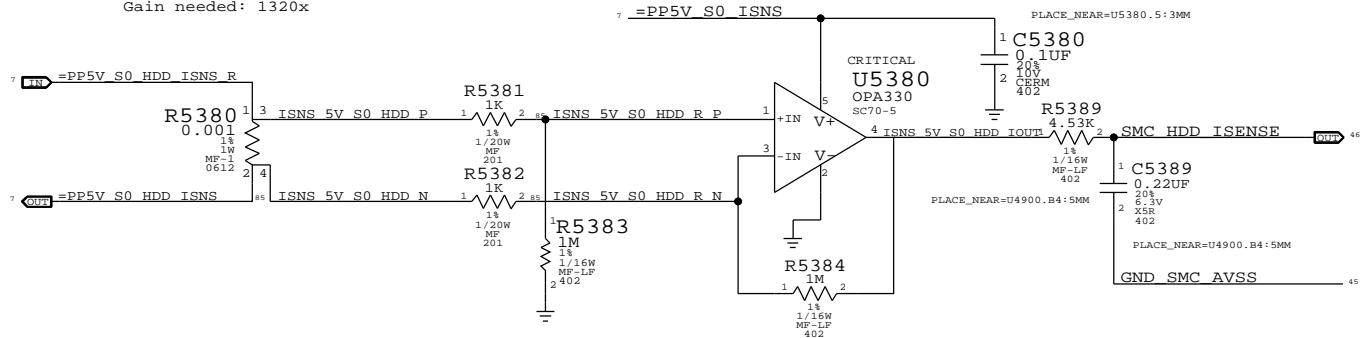 Gain needed: 1320x
7 =PP5V_S0_ISNS
PLACE_NEAR=U5380.5:3MM
1 C5380
0.1UF
20%
10V
2 CERM
402
CRITICAL
U5380
OPA330
SC70-5
7 IN =PP5V_S0_HDD_ISNS_R
R5380
0.001
1%
1W
MF-1
0612
1 3
2 4
ISNS_5V_S0_HDD_P
R5381
1K
1 2
1%
1/20W
MF
201
85 ISNS_5V_S0_HDD_R_P
1 +IN
5 V+
3 -IN
V-
2
4 ISNS_5V_S0_HDD_IOUT
R5389
4.53K
1 2
1%
1/16W
MF-LF
402
SMC_HDD_ISENSE
OUT 46
1 C5389
0.22UF
20%
6.3V
X5R
2 402
PLACE_NEAR=U4900.B4:5MM
PLACE_NEAR=U4900.B4:5MM
7 OUT =PP5V_S0_HDD_ISNS
85 ISNS_5V_S0_HDD_N
R5382
1K
1 2
1%
1/20W
MF
201
85 ISNS_5V_S0_HDD_R_N
1 R5383
1M
1%
1/16W
MF-LF
2 402
R5384
1M
1 2
1%
1/16W
MF-LF
402
GND_SMC_AVSS 45